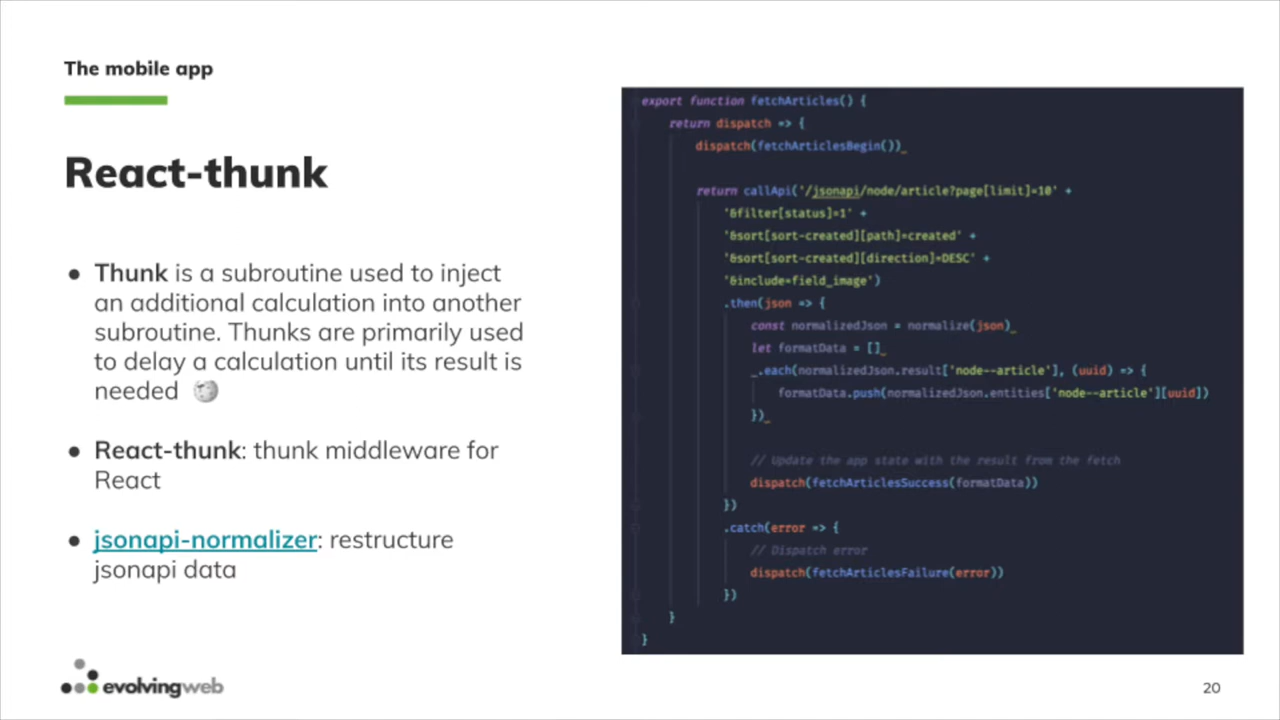 The mobile app
React-thunk
● Thunk is a subroutine used to inject
an additional calculation into another
subroutine. Thunks are primarily used
to delay a calculation until its result is
needed
● React-thunk: thunk middleware for
React
● jsonapi-normalizer: restructure
jsonapi data
export function fetchArticles() {
return dispatch => {
dispatch(fetchArticlesBegin())
return callApi('/jsonapi/node/article?page[limit]=10' +
'&filter[status]=1' +
'&sort[sort-created][path]=created' +
'&sort[sort-created][direction]=DESC' +
'&include=field_image')
.then(json => {
const normalizedJson = normalize(json)
let formatData = []
_.each(normalizedJson.result['node--article'], (uuid) => {
formatData.push(normalizedJson.entities['node--article'][uuid])
})
// Update the app state with the result from the fetch
dispatch(fetchArticlesSuccess(formatData))
})
.catch(error => {
// Dispatch error
dispatch(fetchArticlesFailure(error))
})
}
}
evolvingweb
20